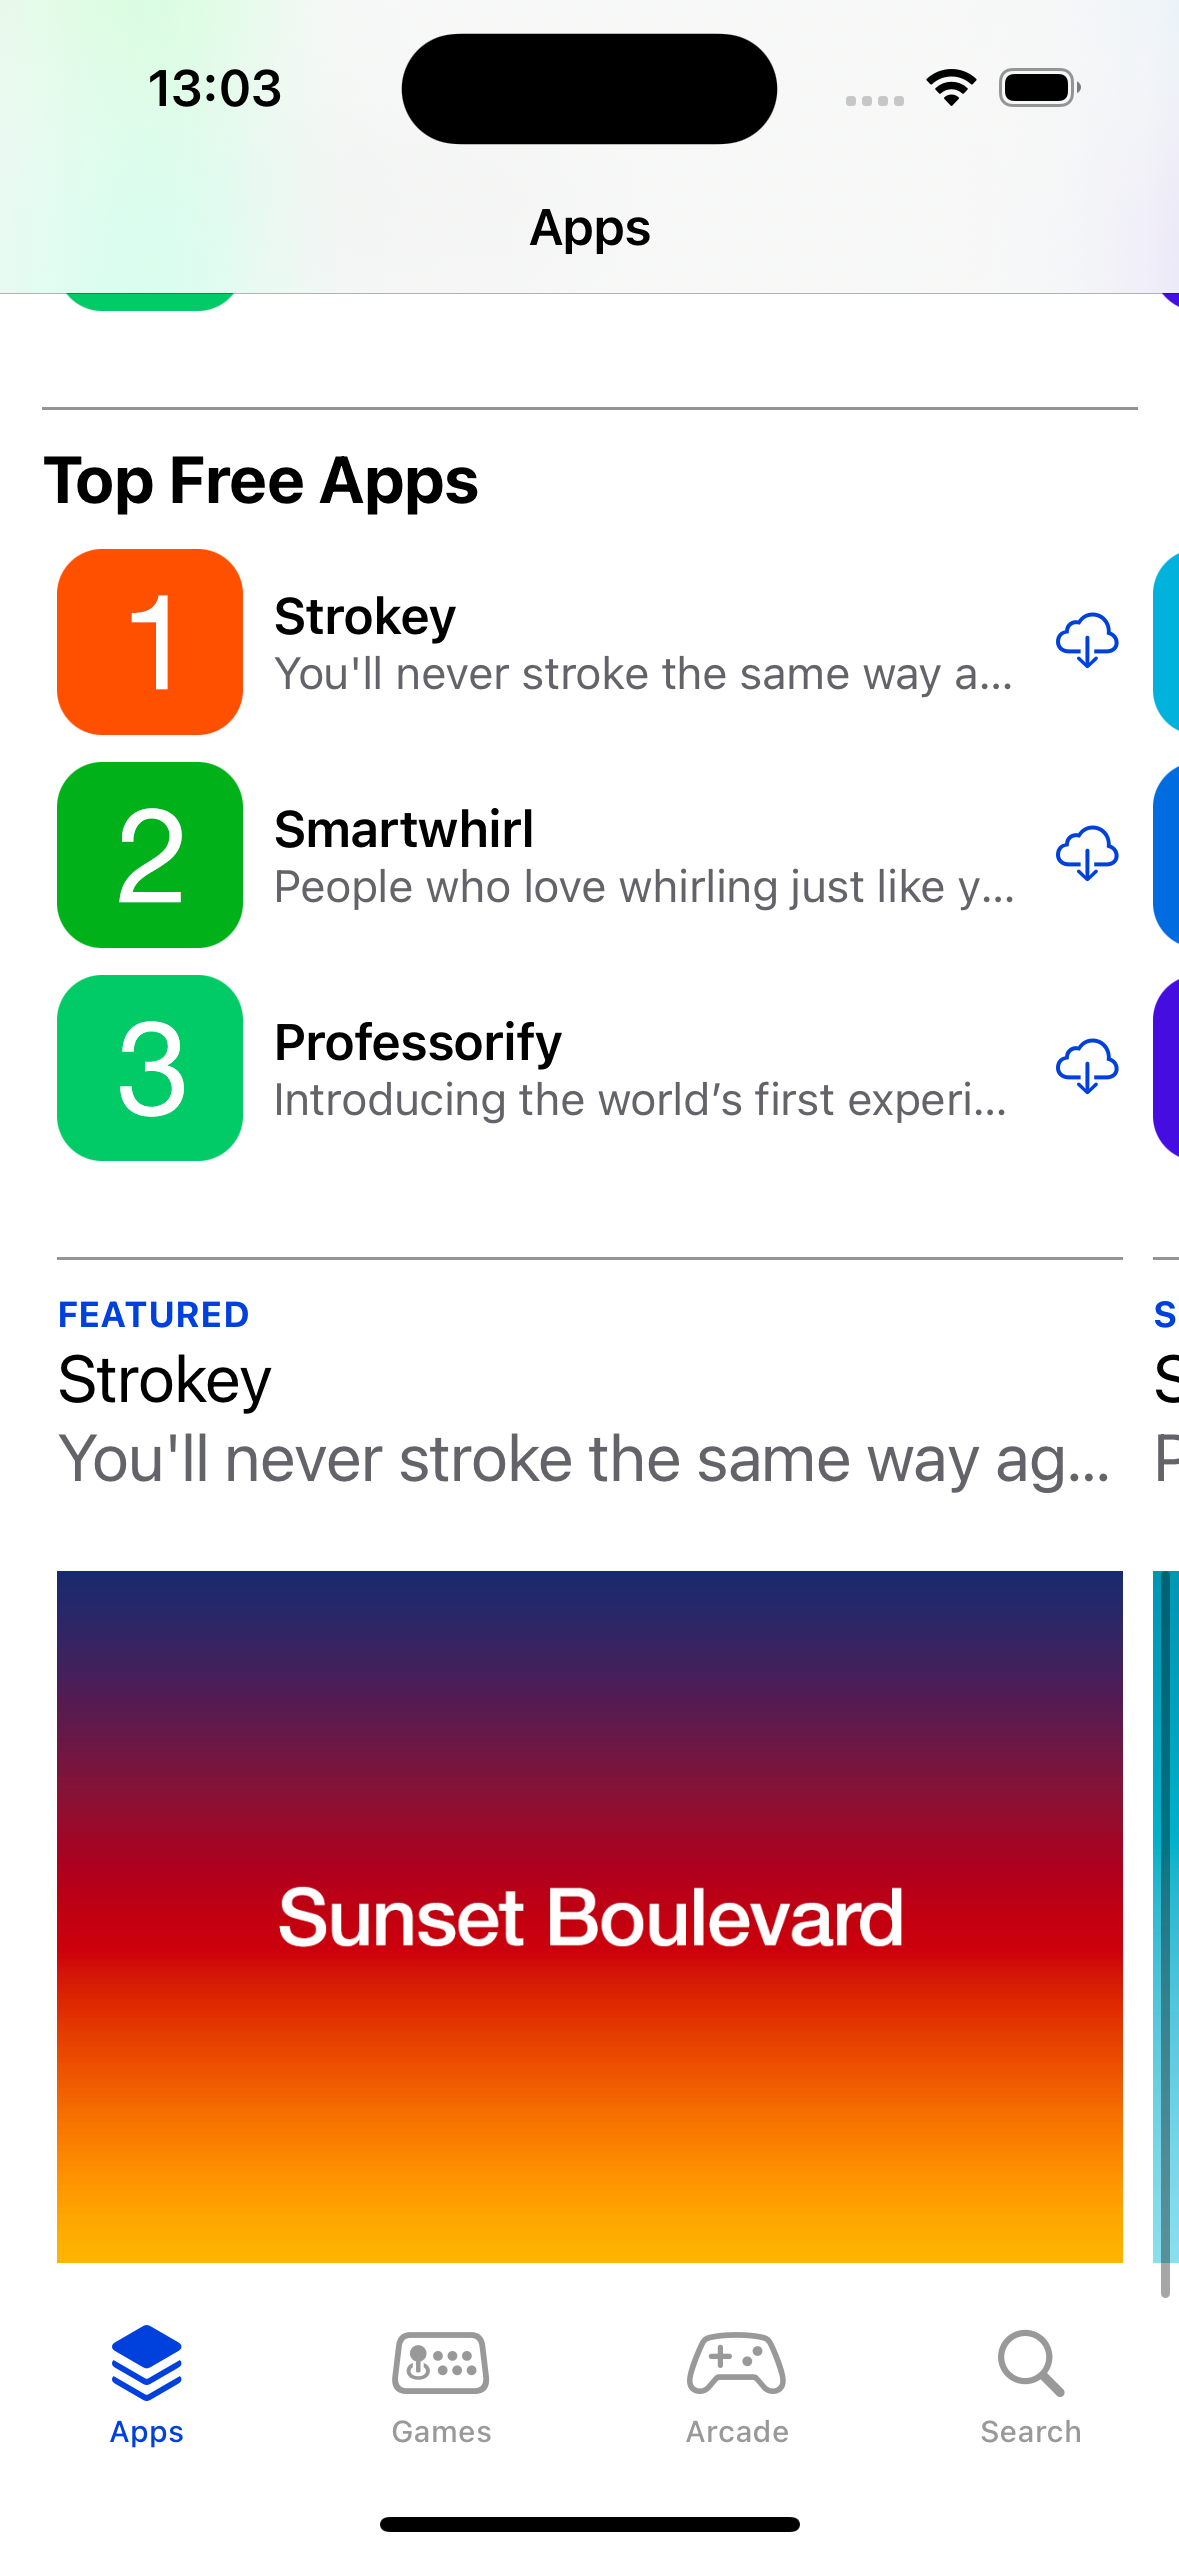 13:03
Apps
Top Free Apps
1
Strokey
You'll never stroke the same way a...
2
Smartwhirl
People who love whirling just like y...
3
Professorify
Introducing the world’s first experi...
FEATURED
S
Strokey
S
You'll never stroke the same way ag...
P
Sunset Boulevard
Apps
Games
Arcade
Search